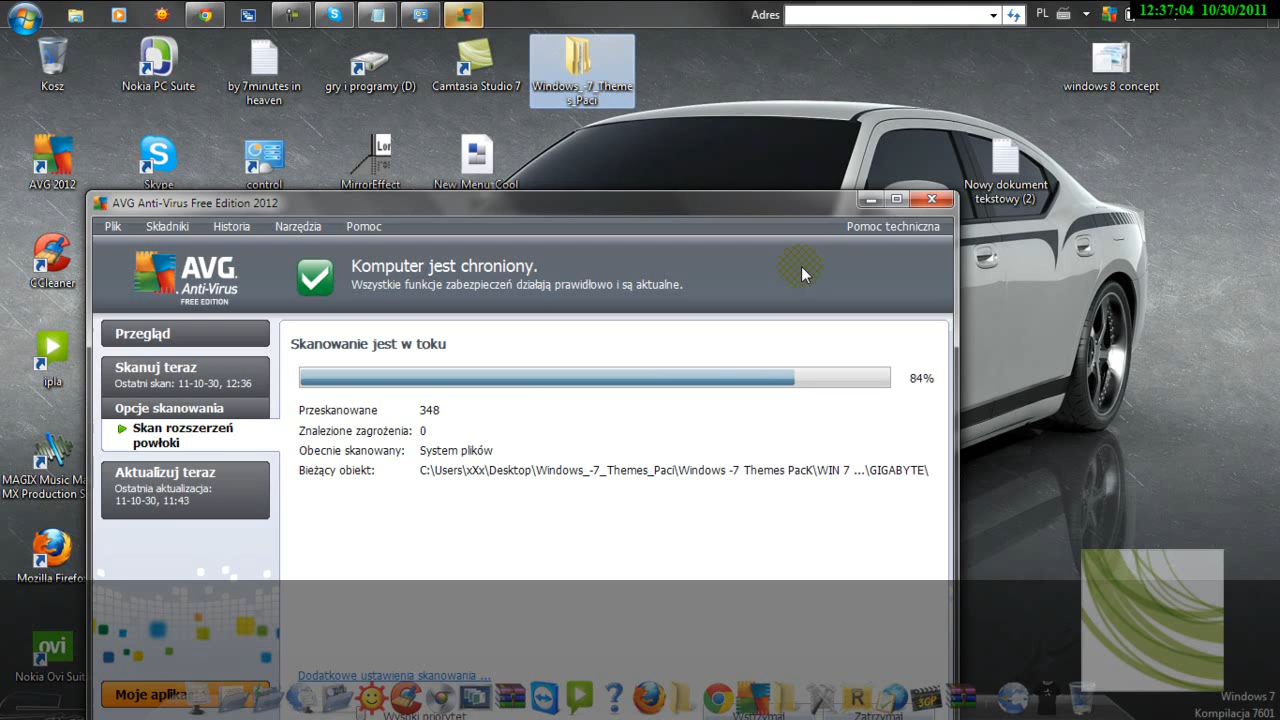 Adres
PL
12:37:04 10/30/2011
Kosz
Nokia PC Suite
by 7minutes in
heaven
gry i programy (D)
Camtasia Studio 7
Windows_-7_Theme
s_Paci
windows 8 concept
AVG 2012
Skype
control
MirrorEffect
New Menu Cool
Nowy dokument
tekstowy (2)
CCleaner
ipla
MAGIX Music Ma
MX Production S
Mozilla Firefo
ovi
Nokia Ovi Suit
AVG Anti-Virus Free Edition 2012
Plik
Składniki
Historia
Narzędzia
Pomoc
Pomoc techniczna
AVG.
Anti-Virus
FREE EDITION
Komputer jest chroniony.
Wszystkie funkcje zabezpieczeń działają prawidłowo i są aktualne.
Przegląd
Skanuj teraz
Ostatni skan: 11-10-30, 12:36
Opcje skanowania
Skan rozszerzeń
powłoki
Aktualizuj teraz
Ostatnia aktualizacja:
11-10-30, 11:43
Skanowanie jest w toku
84%
Przeskanowane 348
Znalezione zagrożenia: 0
Obecnie skanowany: System plików
Bieżący obiekt: C:\Users\xXx\Desktop\Windows_-7_Themes_Paci\Windows -7 Themes PacK\WIN 7 ...\GIGABYTE\
Dodatkowe ustawienia skanowania ...
Moje aplika
Wysoki priorytet
Wstrzymaj
Zatrzymaj
Windows 7
Kompilacja 7601